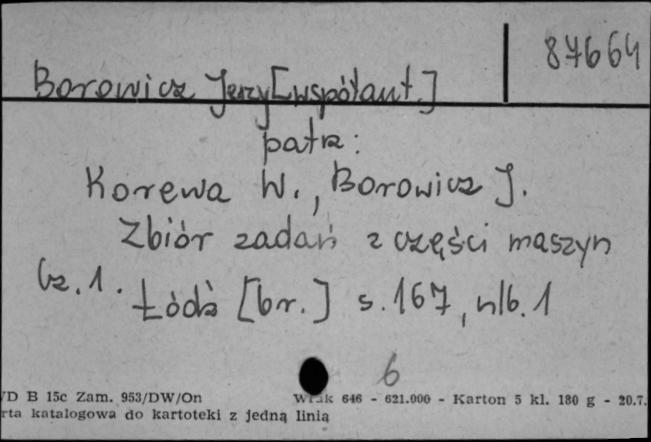 87664
Borowicz Jerzy [współaut.]
patrz:
Korewa W., Borowicz J.
Zbiór zadań z części maszyn
Cz. 1. Łódź [br.] s. 167, nlb. 1
6
/D B 15c Zam. 953/DW/On Wrak 646 - 621.000 - Karton 5 kl. 180 g - 20.7.
rta katalogowa do kartoteki z jedną linią